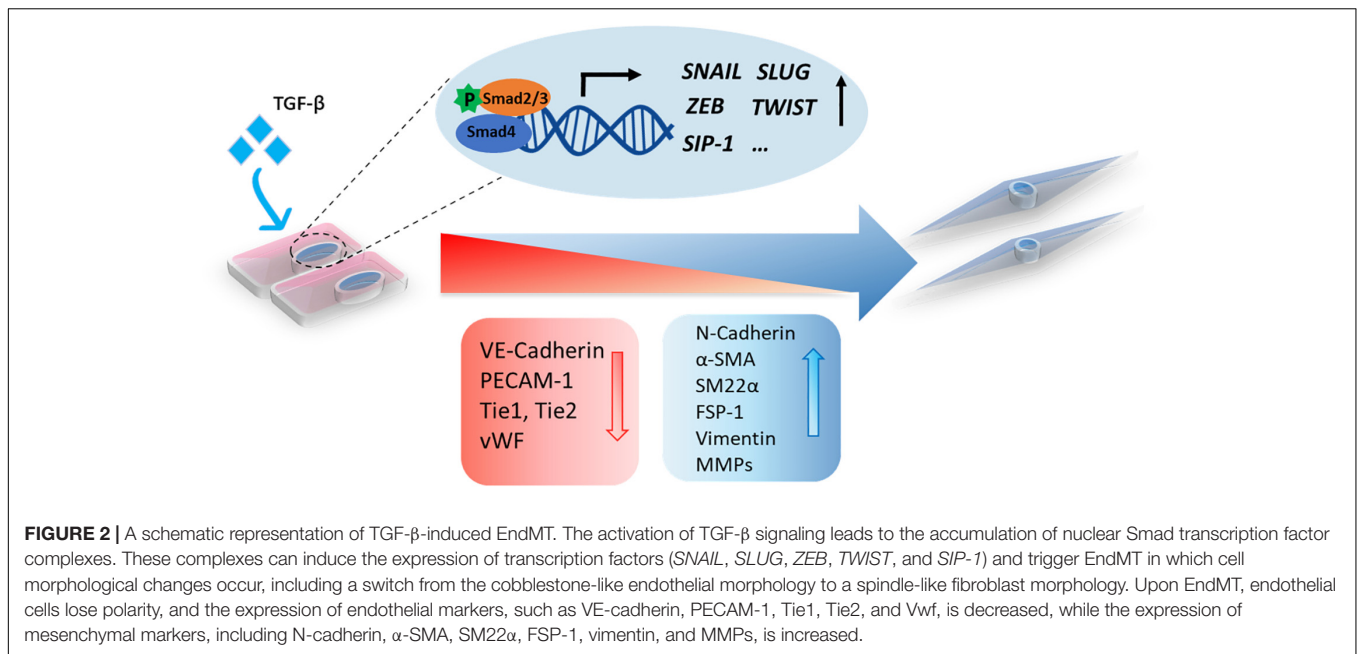 TGF-β
P
Smad2/3
Smad4
SNAIL SLUG
ZEB TWIST
SIP-1 ...
VE-Cadherin
PECAM-1
Tie1, Tie2
vWF
N-Cadherin
α-SMA
SM22α
FSP-1
Vimentin
MMPs
FIGURE 2 | A schematic representation of TGF-β-induced EndMT. The activation of TGF-β signaling leads to the accumulation of nuclear Smad transcription factor
complexes. These complexes can induce the expression of transcription factors (SNAIL, SLUG, ZEB, TWIST, and SIP-1) and trigger EndMT in which cell
morphological changes occur, including a switch from the cobblestone-like endothelial morphology to a spindle-like fibroblast morphology. Upon EndMT, endothelial
cells lose polarity, and the expression of endothelial markers, such as VE-cadherin, PECAM-1, Tie1, Tie2, and Vwf, is decreased, while the expression of
mesenchymal markers, including N-cadherin, α-SMA, SM22α, FSP-1, vimentin, and MMPs, is increased.